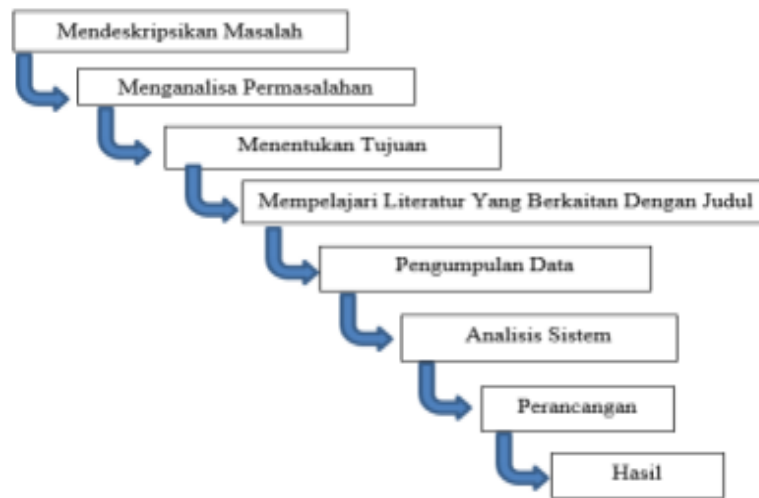 Mendeskripsikan Masalah
Menganalisa Permasalahan
Menentukan Tujuan
Mempelajari Literatur Yang Berkaitan Dengan Judul
Pengumpulan Data
Analisis Sistem
Perancangan
Hasil